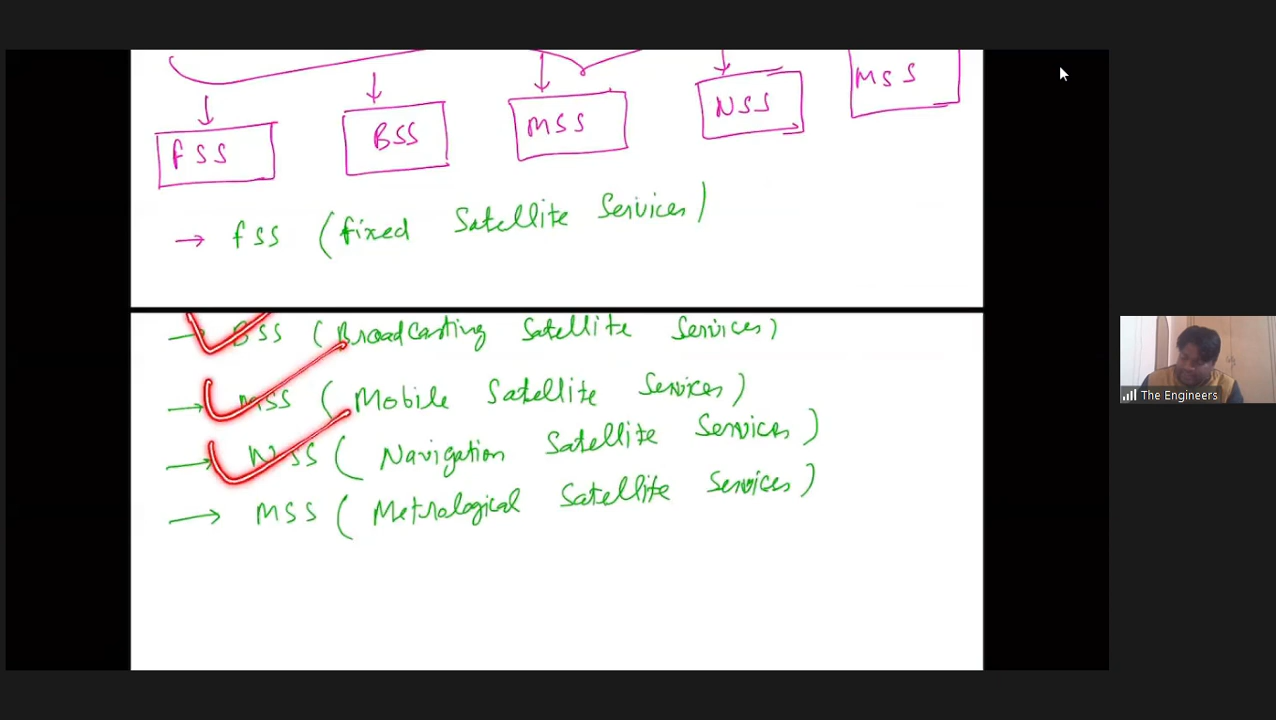 FSS BSS MSS NSS MSS
→ FSS (Fixed Satellite Services)
→ BSS (Broadcasting Satellite Services)
→ MSS (Mobile Satellite Services)
→ NSS (Navigation Satellite Services)
→ MSS (Metrological Satellite Services)
The Engineers